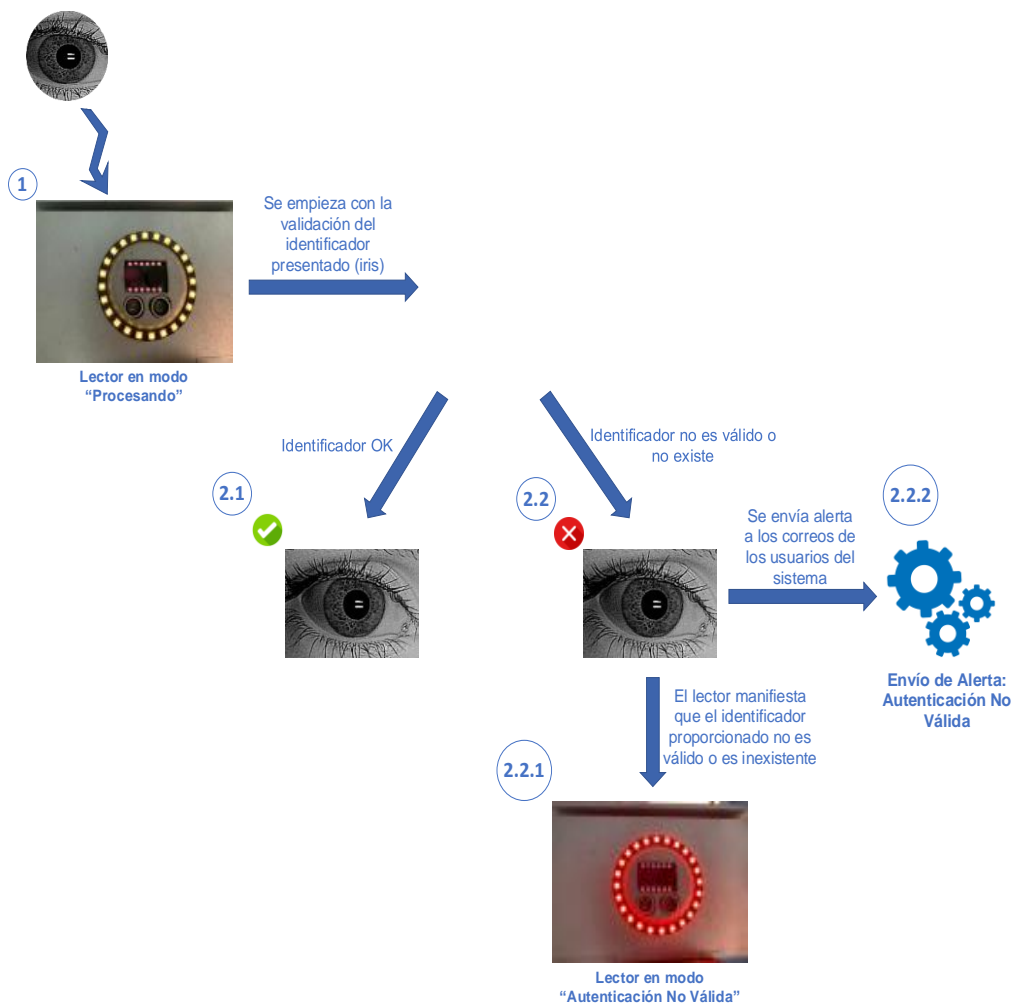 1
Se empieza con la
validación del
identificador
presentado (iris)
Lector en modo
“Procesando”
Identificador OK
Identificador no es válido o
no existe
2.1
2.2
2.2.2
Se envía alerta
a los correos de
los usuarios del
sistema
Envío de Alerta:
Autenticación No
Válida
El lector manifiesta
que el identificador
proporcionado no es
válido o es inexistente
2.2.1
Lector en modo
“Autenticación No Válida”